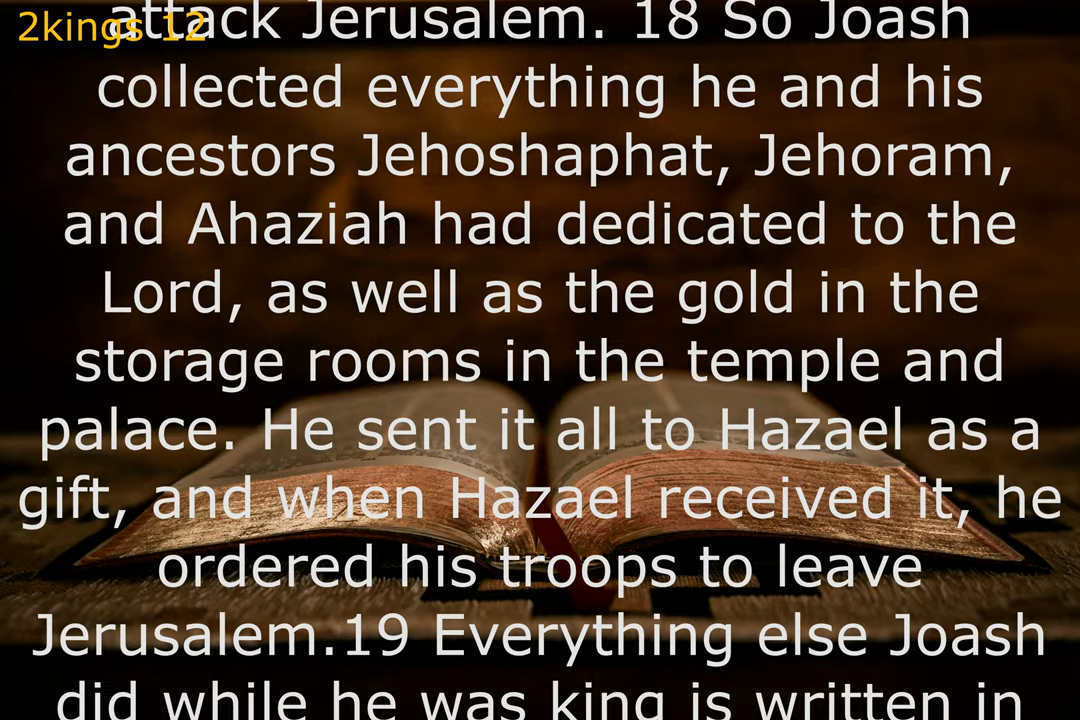 2kings 12
attack Jerusalem. 18 So Joash
collected everything he and his
ancestors Jehoshaphat, Jehoram,
and Ahaziah had dedicated to the
Lord, as well as the gold in the
storage rooms in the temple and
palace. He sent it all to Hazael as a
gift, and when Hazael received it, he
ordered his troops to leave
Jerusalem.19 Everything else Joash
did while he was king is written in